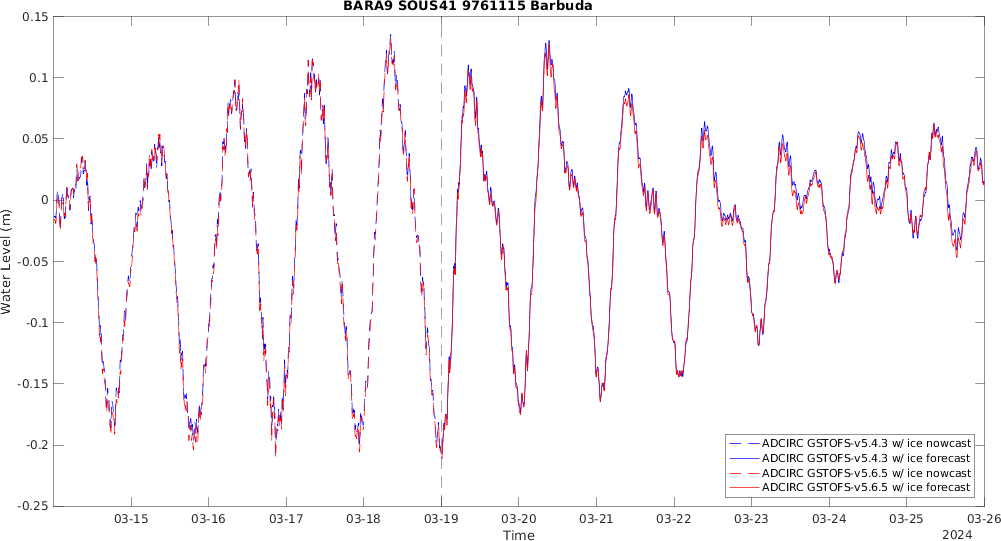 BARA9 SOUS41 9761115 Barbuda
0.15
0.1
0.05
0
-0.05
-0.1
-0.15
-0.2
-0.25
Water Level (m)
ADCIRC GSTOFS-v5.4.3 w/ ice nowcast
ADCIRC GSTOFS-v5.4.3 w/ ice forecast
ADCIRC GSTOFS-v5.6.5 w/ ice nowcast
ADCIRC GSTOFS-v5.6.5 w/ ice forecast
03-15 03-16 03-17 03-18 03-19 03-20 03-21 03-22 03-23 03-24 03-25 03-26
Time
2024